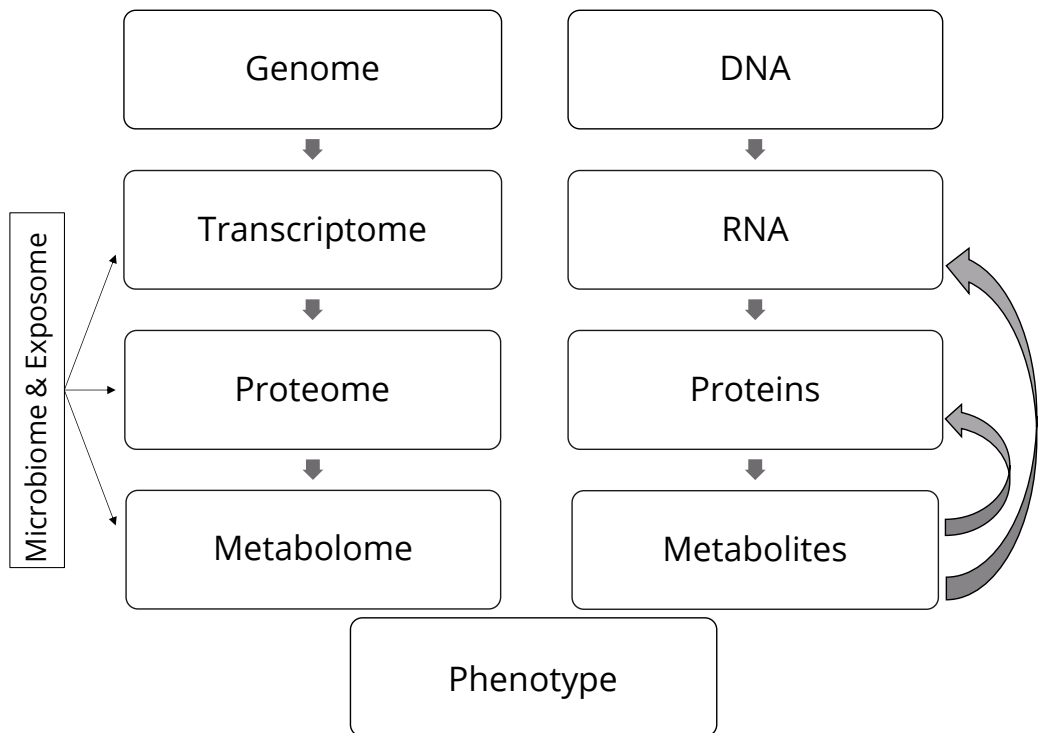 Genome
DNA
Transcriptome
RNA
Microbiome & Exposome
Proteome
Proteins
Metabolome
Metabolites
Phenotype